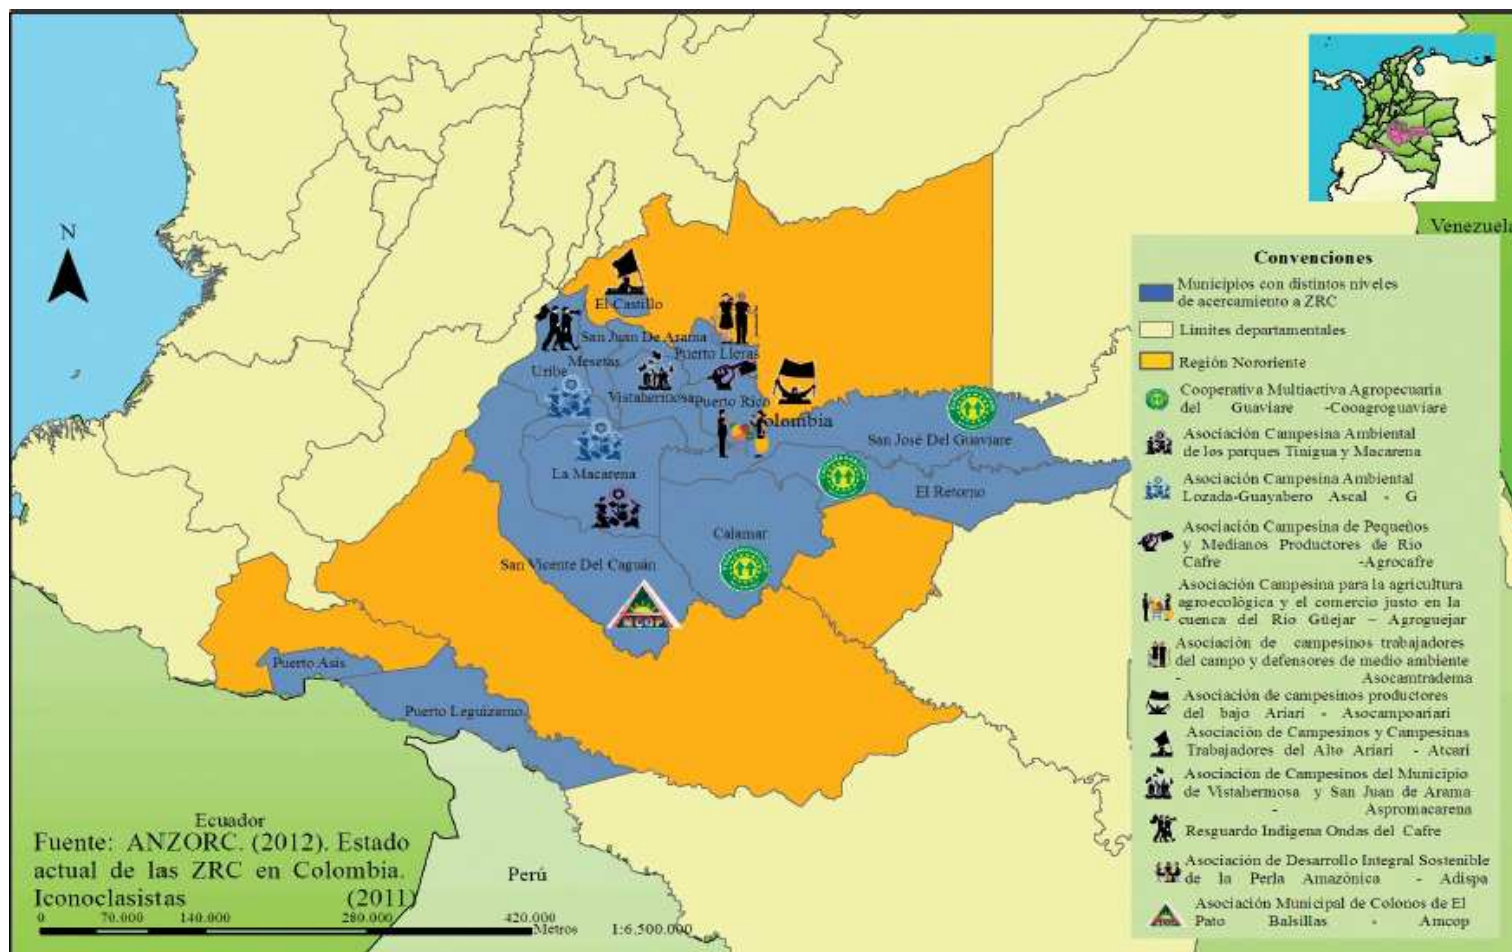 N
Venezuela
El Castillo
San Juan De Arama
Mesetas
Puerto Lleras
Uribe
Vistahermosap
Puerto Rico
Colombia
San José Del Guaviare
La Macarena
El Retorno
Calamar
San Vicente Del Caguán
AMCOP
Puerto Asis
Puerto Leguizamo
Ecuador
Perú
Fuente: ANZORC. (2012). Estado
actual de las ZRC en Colombia.
Iconoclasistas (2011)
0 70.000 140.000 280.000 420.000
Metros 1:6.500.000
Convenciones
Municipios con distintos niveles
de acercamiento a ZRC
Limites departamentales
Región Nororiente
Cooperativa Multiactiva Agropecuaria
del Guaviare -Cooagroguaviare
Asociación Campesina Ambiental
de los parques Tinigua y Macarena
Asociación Campesina Ambiental
Lozada-Guayabero Ascal - G
Asociación Campesina de Pequeños
y Medianos Productores de Rio
Cafre -Agrocafre
Asociación Campesina para la agricultura
agroecológica y el comercio justo en la
cuenca del Río Güejar – Agroguejar
Asociación de campesinos trabajadores
del campo y defensores de medio ambiente
- Asocamtradema
Asociación de campesinos productores
del bajo Ariari - Asocampoariari
Asociación de Campesinos y Campesinas
Trabajadores del Alto Ariari - Atcari
Asociación de Campesinos del Municipio
de Vistahermosa y San Juan de Arama
- Aspromacarena
Resguardo Indigena Ondas del Cafre
Asociación de Desarrollo Integral Sostenible
de la Perla Amazónica - Adispa
Asociación Municipal de Colonos de El
Pato Balsillas - Amcop